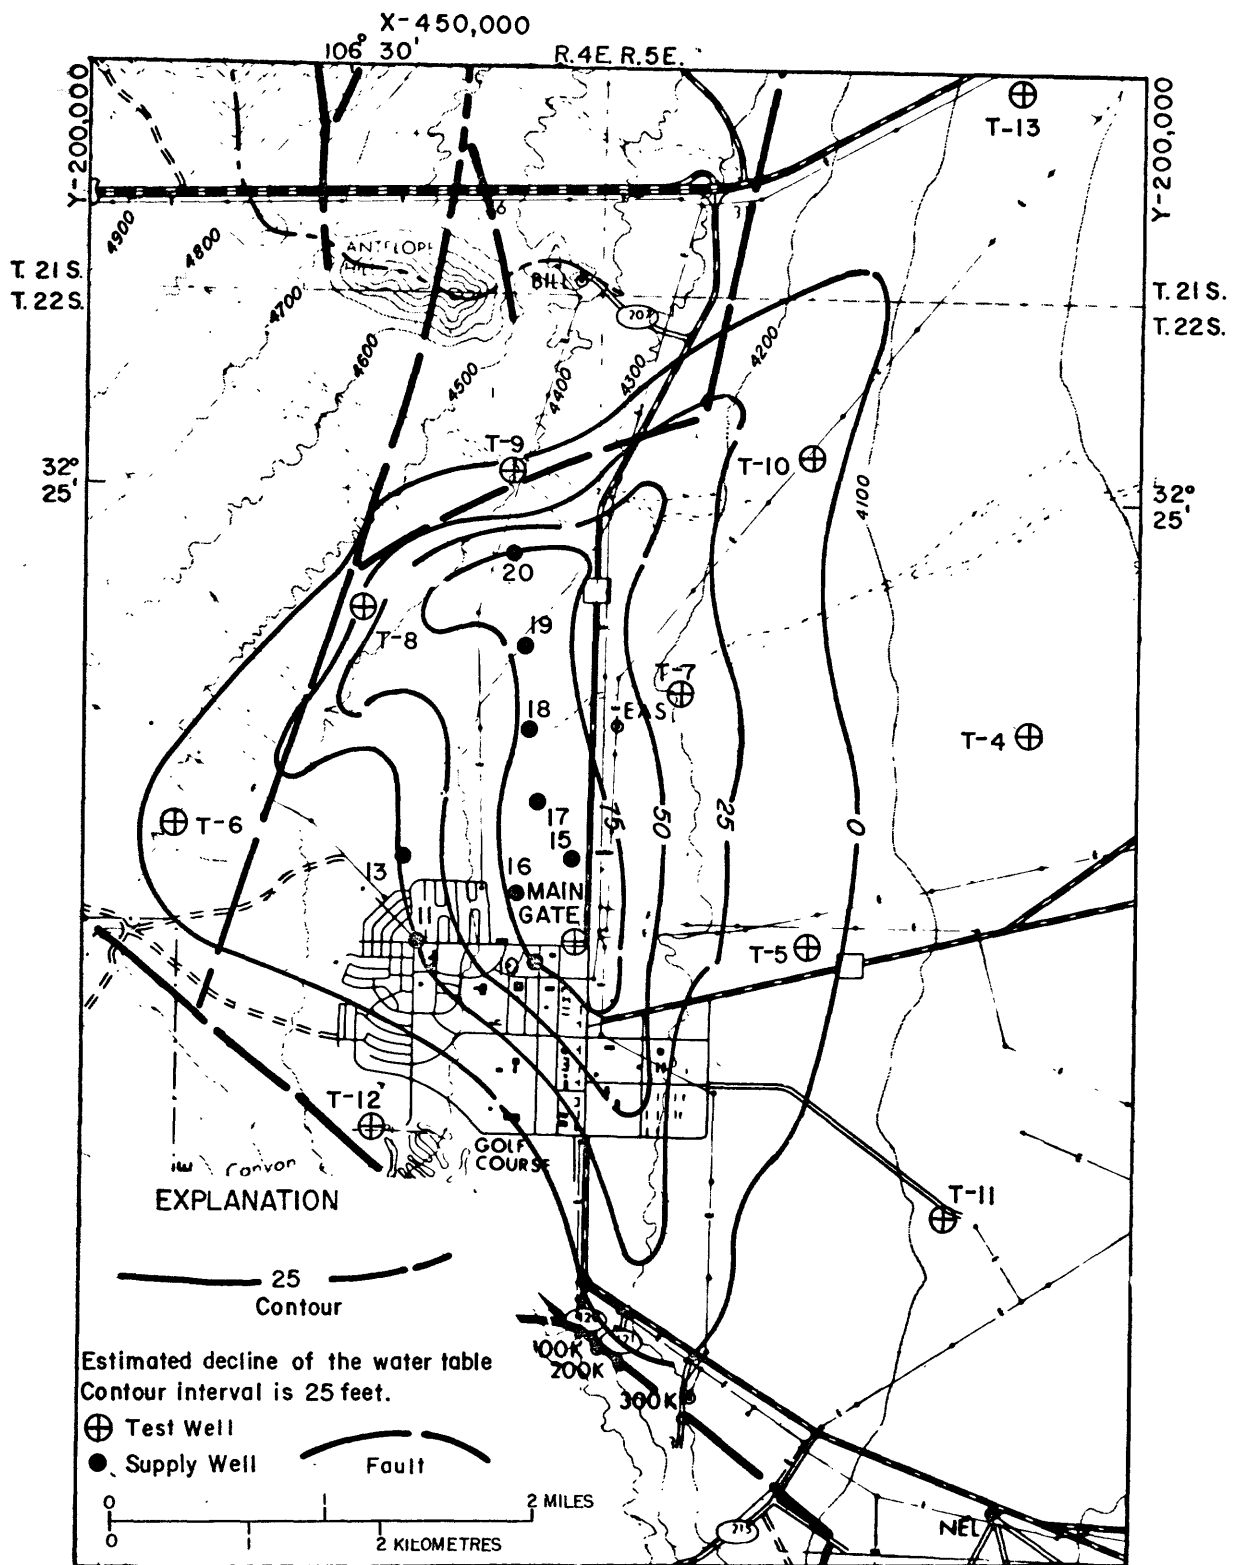 X-450,000
106° 30'
R.4E. R.5E.
Y-200,000
Y-200,000
T-13
4900
4800
ANTELOPE
T. 21 S.
T. 22 S.
BILL
T. 21 S.
T. 22 S.
4700
207
4600
4500
4400
4300
4200
T-9
T-10
32°
25'
4100
32°
25'
20
T-8
19
T-7
18
EAS
T-4
T-6
17
15
75
50
25
0
13
16
MAIN
GATE
11
T-5
T-12
GOLF
COURSE
Canyon
EXPLANATION
T-11
25
Contour
100K
200K
300K
Estimated decline of the water table
Contour interval is 25 feet.
Test Well
Supply Well
Fault
0
2 MILES
0
2 KILOMETRES
213
NEL